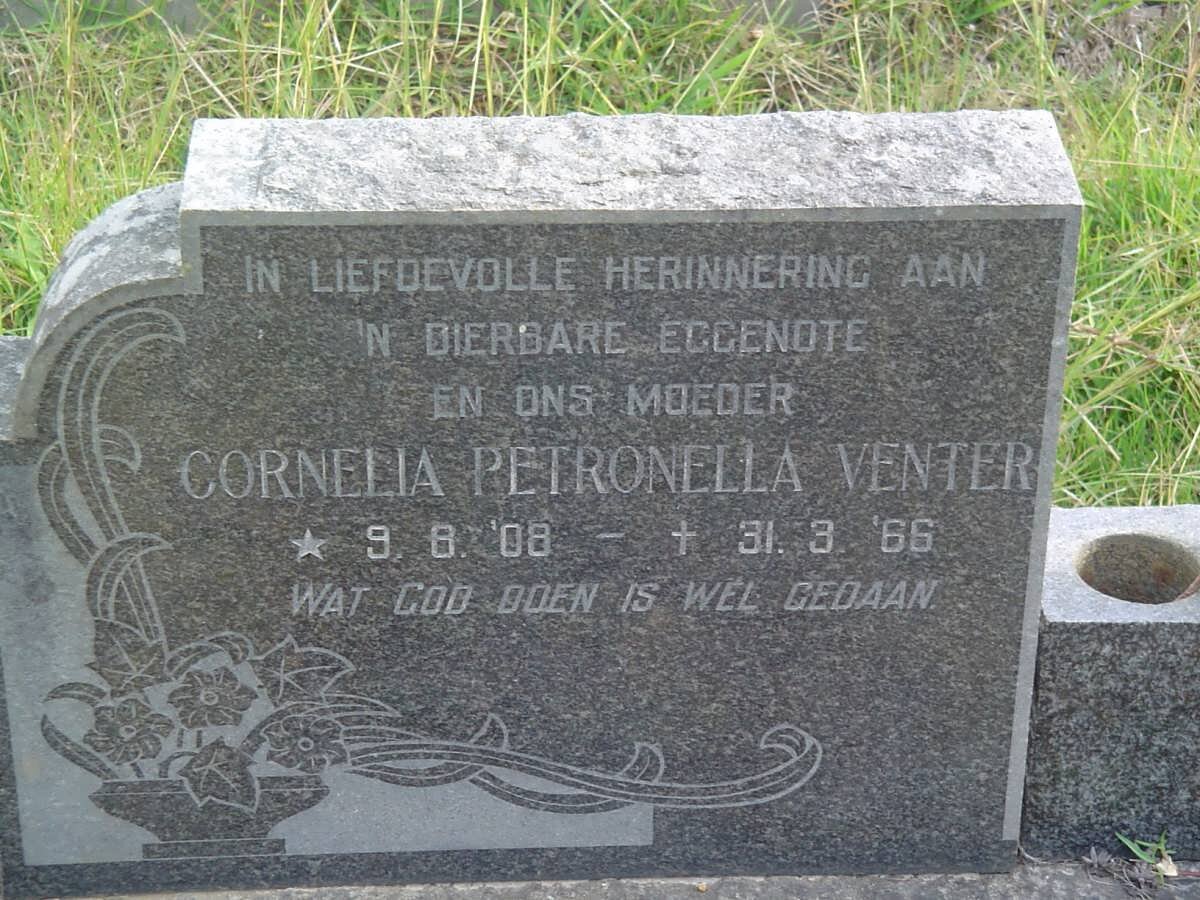 IN LIEFDEVOLLE HERINNERING AAN
'N DIERBARE EGGENOTE
EN ONS MOEDER
CORNELIA PETRONELLA VENTER
★ 9. 6. '08 – † 31. 3. '66
WAT GOD DOEN IS WEL GEDAAN